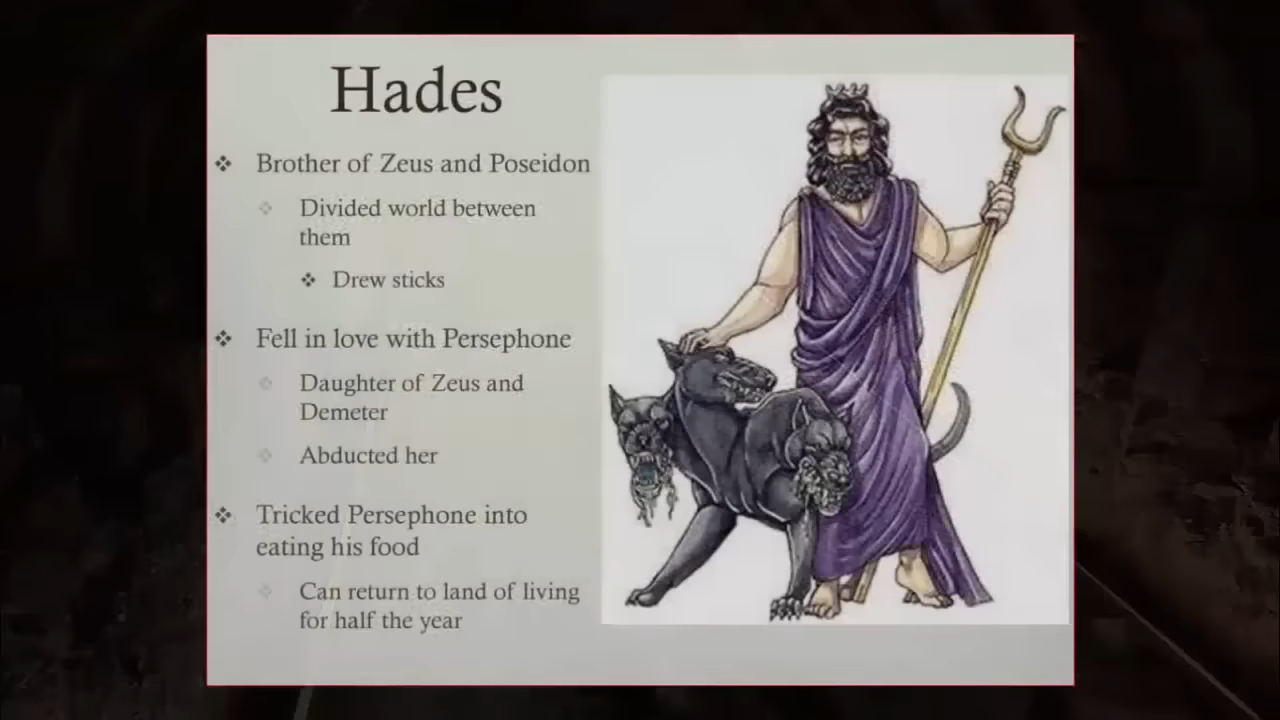 Hades
Brother of Zeus and Poseidon
Divided world between
them
Drew sticks
Fell in love with Persephone
Daughter of Zeus and
Demeter
Abducted her
Tricked Persephone into
eating his food
Can return to land of living
for half the year